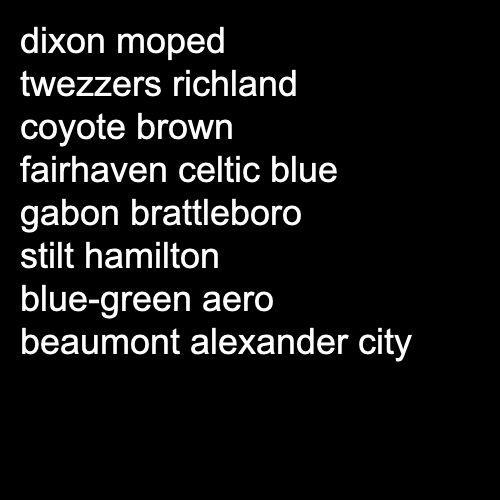 dixon moped
twezzers richland
coyote brown
fairhaven celtic blue
gabon brattleboro
stilt hamilton
blue-green aero
beaumont alexander city